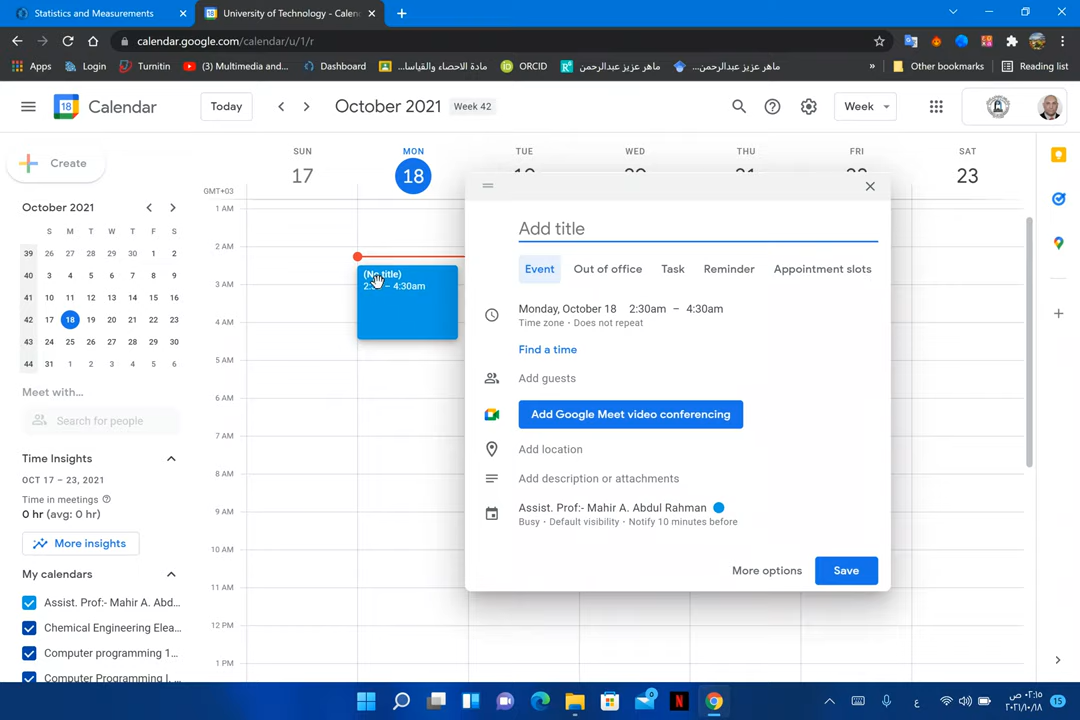 Statistics and Measurements
University of Technology - Calen
calendar.google.com/calendar/u/1/r
Apps
Login
Turnitin
(3) Multimedia and...
Dashboard
مادة الاحصاء والقياسا...
ORCID
ماهر عزيز عبدالرحمن
ماهر عزيز عبدالرحمن...
»
Other bookmarks
Reading list
18
Calendar
Today
October 2021
Week 42
Week
Create
SUN
17
MON
18
TUE
WED
THU
FRI
SAT
23
GMT+03
October 2021
S M T W T F S
39 26 27 28 29 30 1 2
40 3 4 5 6 7 8 9
41 10 11 12 13 14 15 16
42 17 18 19 20 21 22 23
43 24 25 26 27 28 29 30
44 31 1 2 3 4 5 6
Meet with...
Search for people
Time Insights
OCT 17 – 23, 2021
Time in meetings
0 hr (avg: 0 hr)
More insights
My calendars
Assist. Prof:- Mahir A. Abd...
Chemical Engineering Elea...
Computer programming 1...
Computer Programming I, ...
1 AM
2 AM
3 AM
4 AM
5 AM
6 AM
7 AM
8 AM
9 AM
10 AM
11 AM
12 PM
1 PM
(No title)
– 4:30am
Add title
Event
Out of office
Task
Reminder
Appointment slots
Monday, October 18 2:30am – 4:30am
Time zone · Does not repeat
Find a time
Add guests
Add Google Meet video conferencing
Add location
Add description or attachments
Assist. Prof:- Mahir A. Abdul Rahman
Busy · Default visibility · Notify 10 minutes before
More options
Save
ع
٠٢:١٥ ص
٢٠٢١/١٠/١٨
15